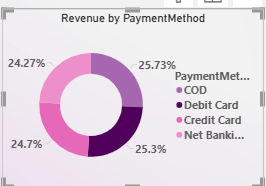 Revenue by PaymentMethod
24.27%
25.73%
PaymentMet...
COD
Debit Card
Credit Card
Net Banki...
24.7%
25.3%